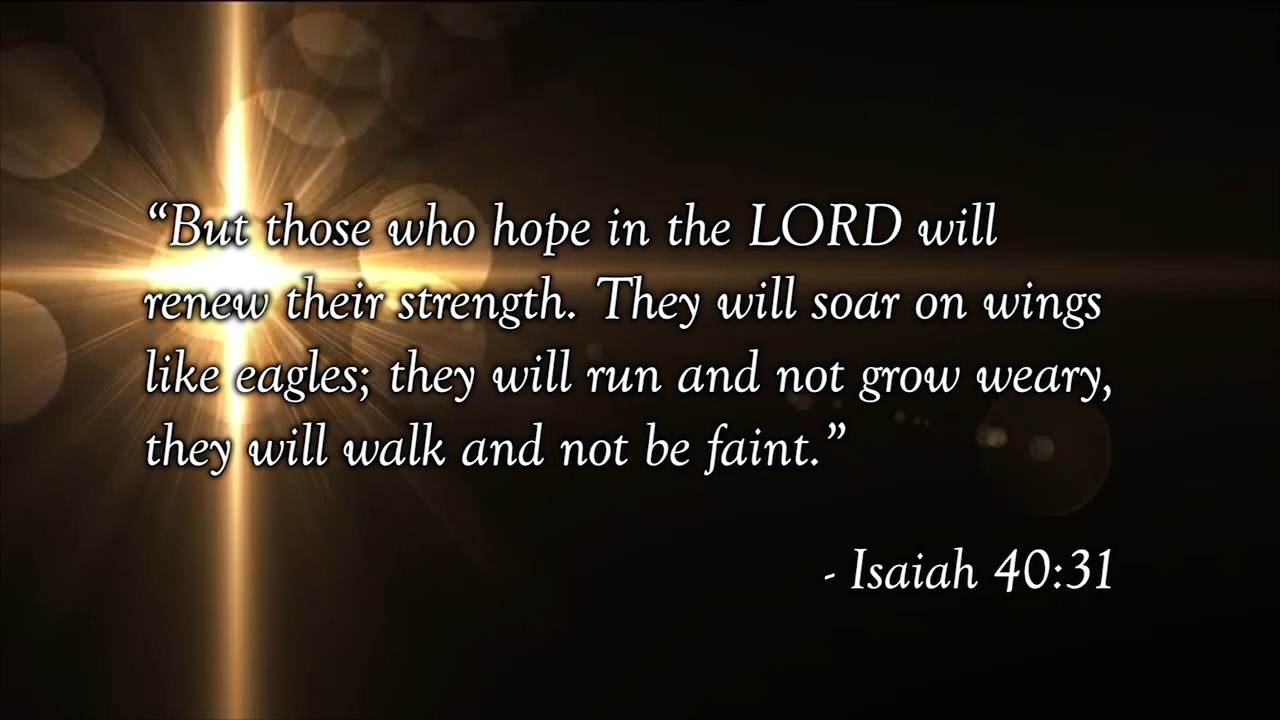 “But those who hope in the LORD will
renew their strength. They will soar on wings
like eagles; they will run and not grow weary,
they will walk and not be faint.”
- Isaiah 40:31